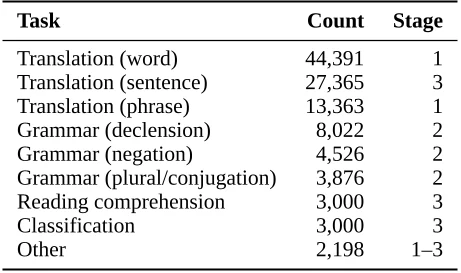 Task Count Stage
Translation (word) 44,391 1
Translation (sentence) 27,365 3
Translation (phrase) 13,363 1
Grammar (declension) 8,022 2
Grammar (negation) 4,526 2
Grammar (plural/conjugation) 3,876 2
Reading comprehension 3,000 3
Classification 3,000 3
Other 2,198 1–3